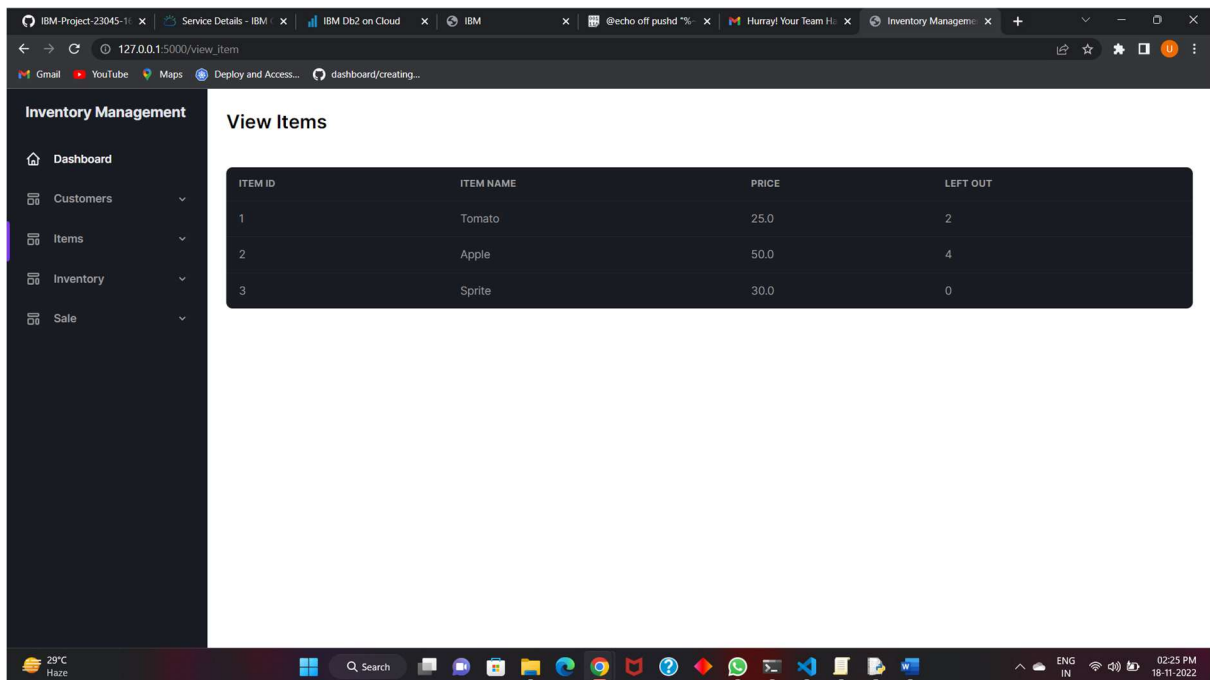 IBM-Project-23045-16
Service Details - IBM C
IBM Db2 on Cloud
IBM
@echo off pushd "%~
Hurray! Your Team Ha
Inventory Manageme
127.0.0.1:5000/view_item
U
Gmail YouTube Maps Deploy and Access... dashboard/creating...
Inventory Management
Dashboard
Customers
Items
Inventory
Sale
View Items
ITEM ID ITEM NAME PRICE LEFT OUT
1 Tomato 25.0 2
2 Apple 50.0 4
3 Sprite 30.0 0
29°C
Haze
Search
ENG
IN
02:25 PM
18-11-2022